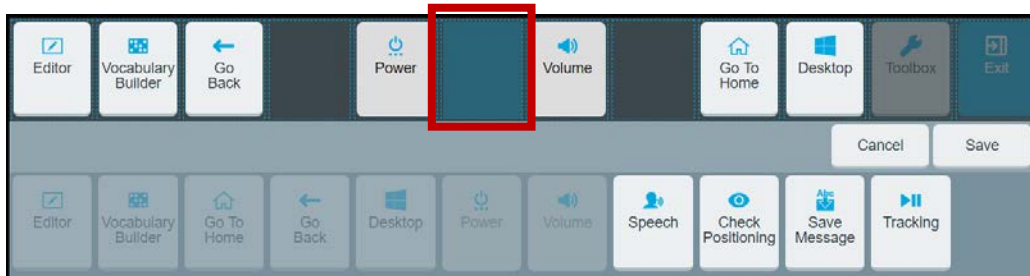 Editor
Vocabulary
Builder
Go
Back
Power
Volume
Go To
Home
Desktop
Toolbox
Exit
Cancel
Save
Editor
Vocabulary
Builder
Go To
Home
Go
Back
Desktop
Power
Volume
Speech
Check
Positioning
Abc
Save
Message
Tracking